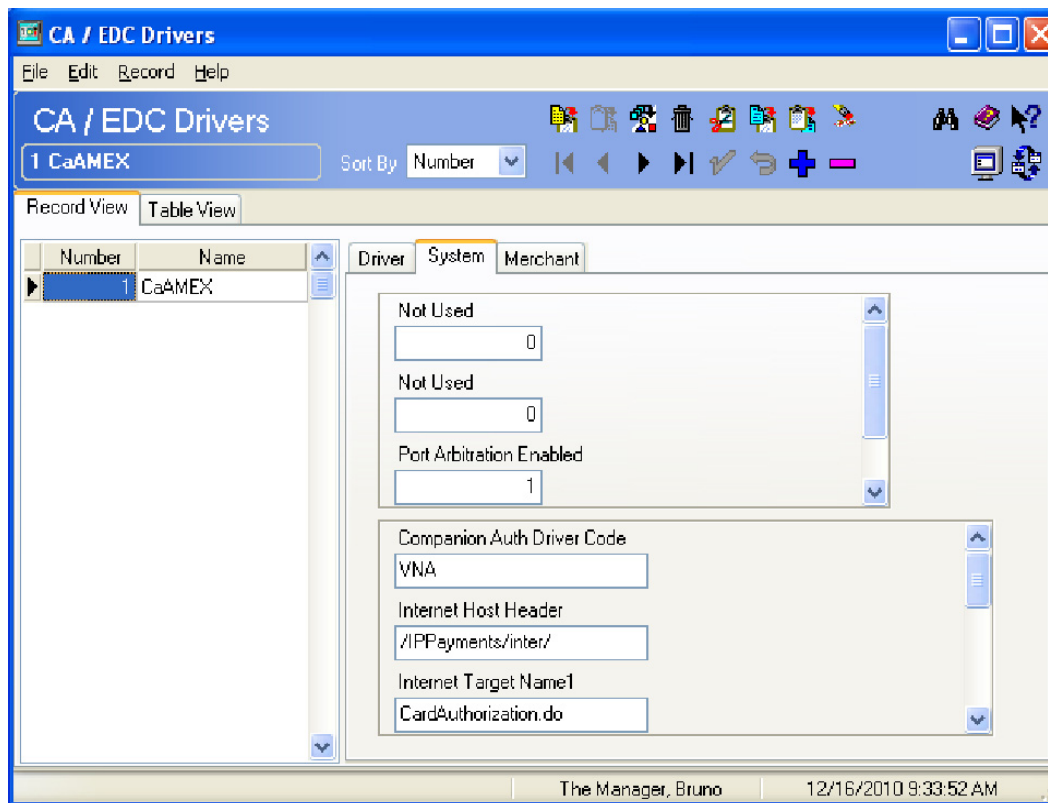 CA / EDC Drivers
File Edit Record Help
CA / EDC Drivers
1 CaAMEX
Sort By Number
Record View Table View
Number Name
1 CaAMEX
Driver System Merchant
Not Used
0
Not Used
0
Port Arbitration Enabled
1
Companion Auth Driver Code
VNA
Internet Host Header
/IPPayments/inter/
Internet Target Name1
CardAuthorization.do
The Manager, Bruno 12/16/2010 9:33:52 AM